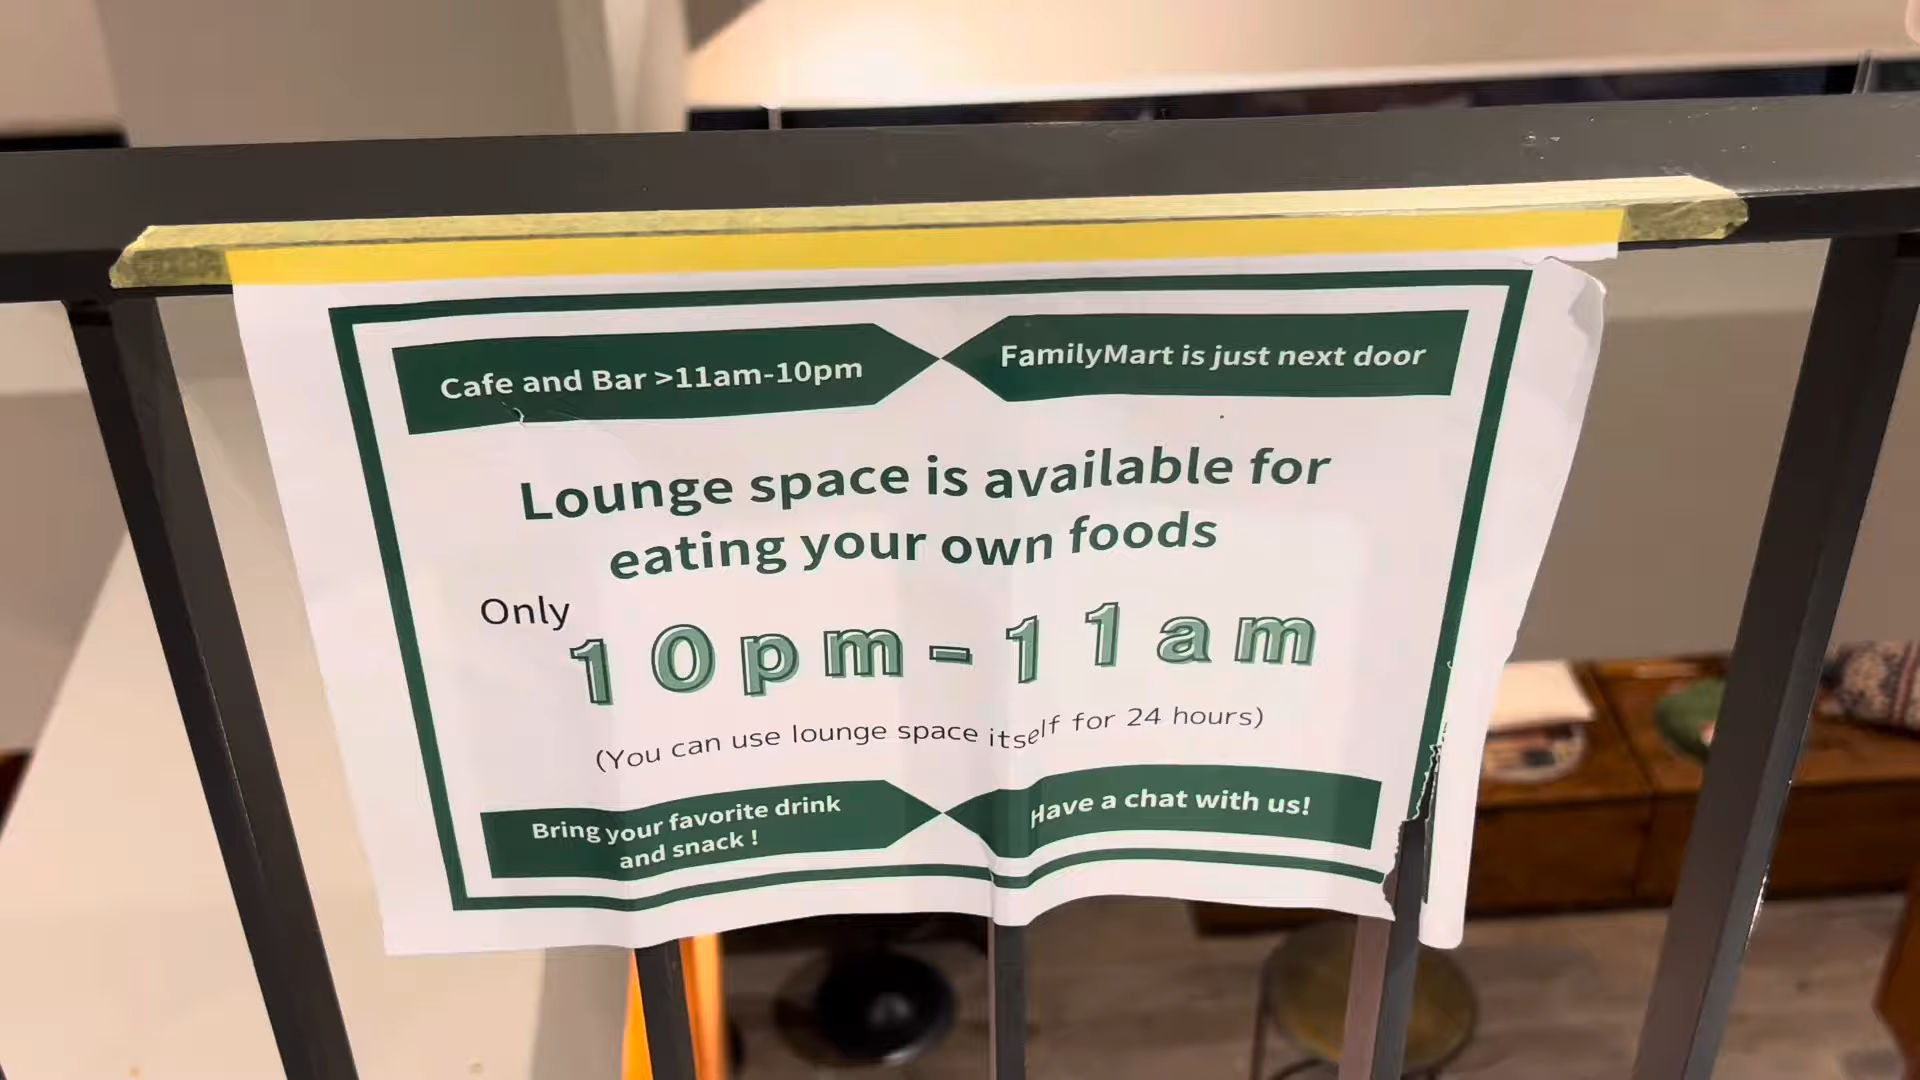 Cafe and Bar >11am-10pm
FamilyMart is just next door
Lounge space is available for
eating your own foods
Only
10pm-11am
(You can use lounge space itself for 24 hours)
Bring your favorite drink
and snack !
Have a chat with us!